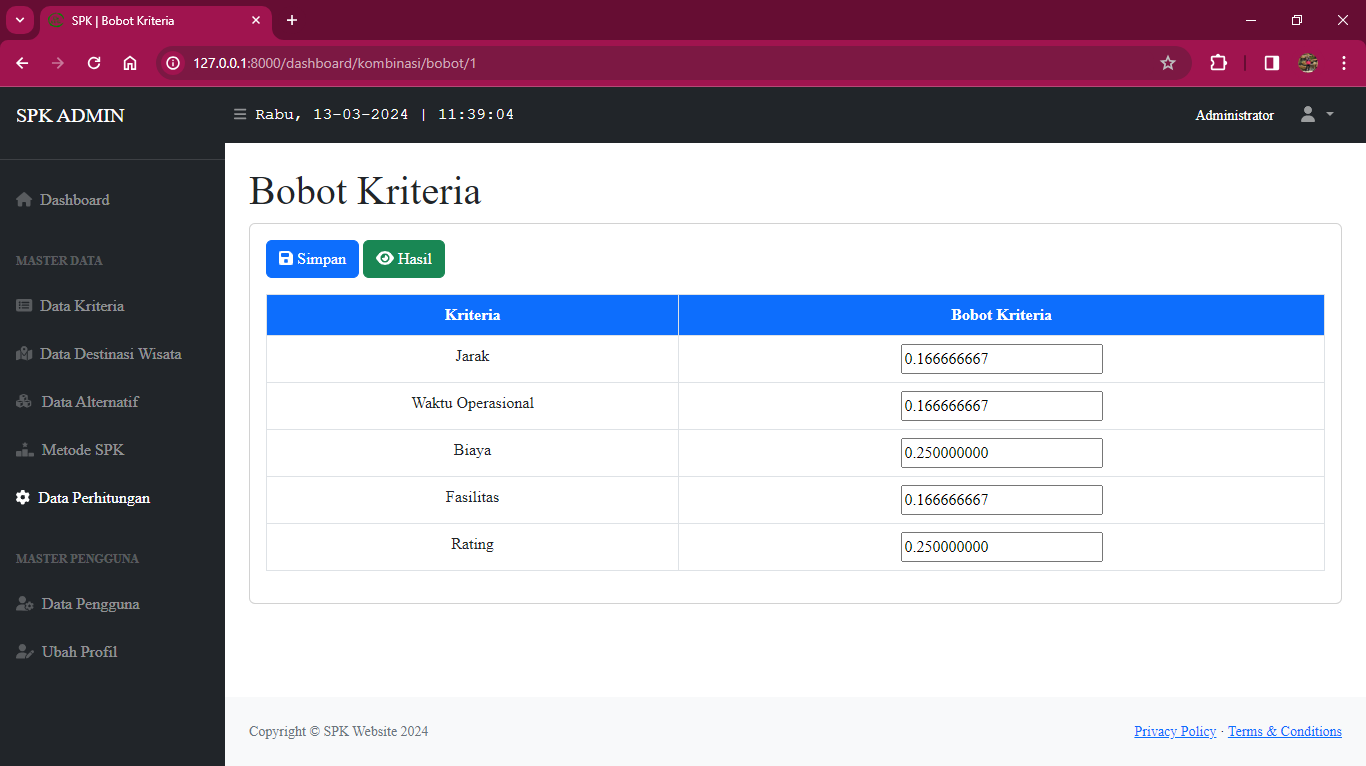 SPK | Bobot Kriteria
127.0.0.1:8000/dashboard/kombinasi/bobot/1
SPK ADMIN
Rabu, 13-03-2024 | 11:39:04
Administrator
Dashboard
MASTER DATA
Data Kriteria
Data Destinasi Wisata
Data Alternatif
Metode SPK
Data Perhitungan
MASTER PENGGUNA
Data Pengguna
Ubah Profil
Bobot Kriteria
Simpan Hasil
Kriteria Bobot Kriteria
Jarak 0.166666667
Waktu Operasional 0.166666667
Biaya 0.250000000
Fasilitas 0.166666667
Rating 0.250000000
Copyright © SPK Website 2024
Privacy Policy · Terms & Conditions